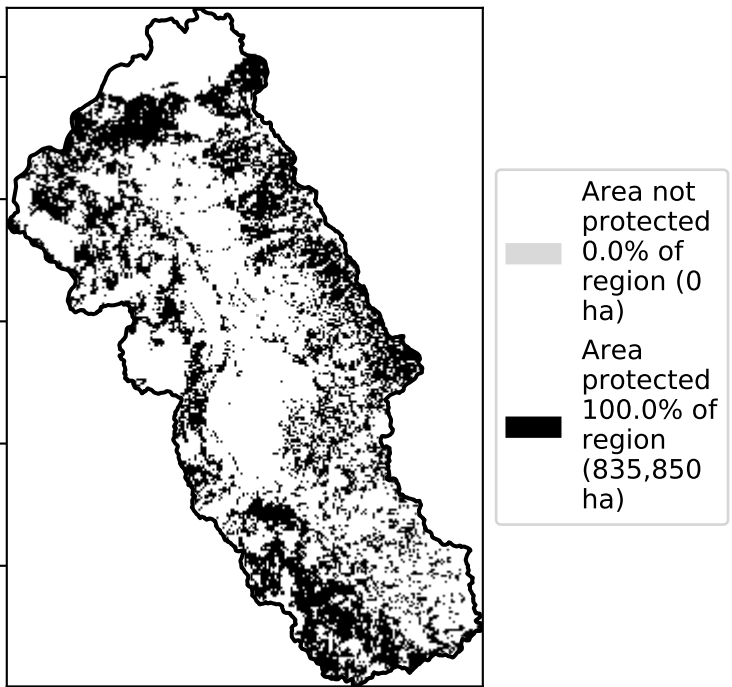 Area not
protected
0.0% of
region (0
ha)
Area
protected
100.0% of
region
(835,850
ha)